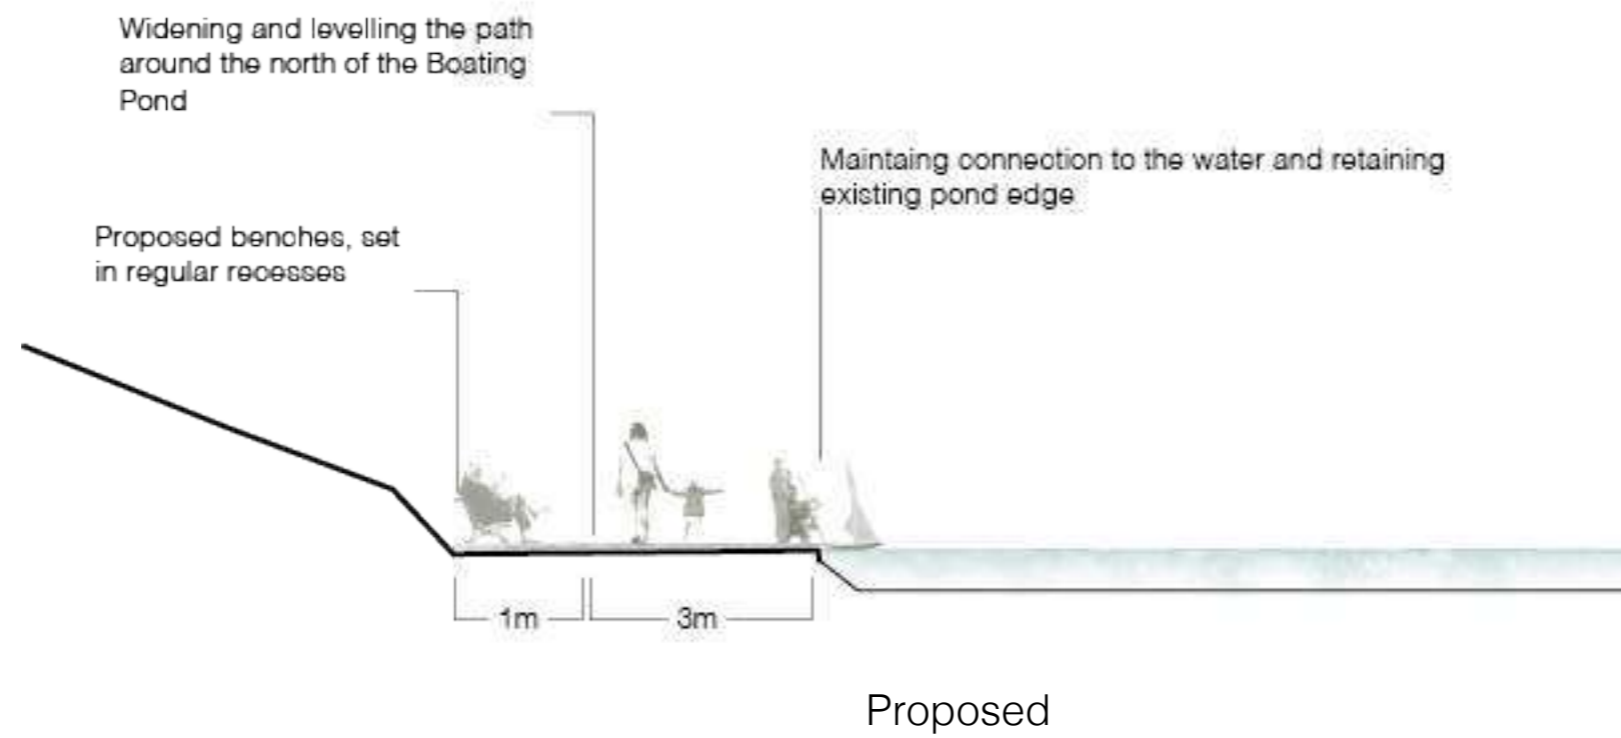 Widening and levelling the path
around the north of the Boating
Pond
Maintaing connection to the water and retaining
existing pond edge
Proposed benches, set
in regular recesses
1m
3m
Proposed